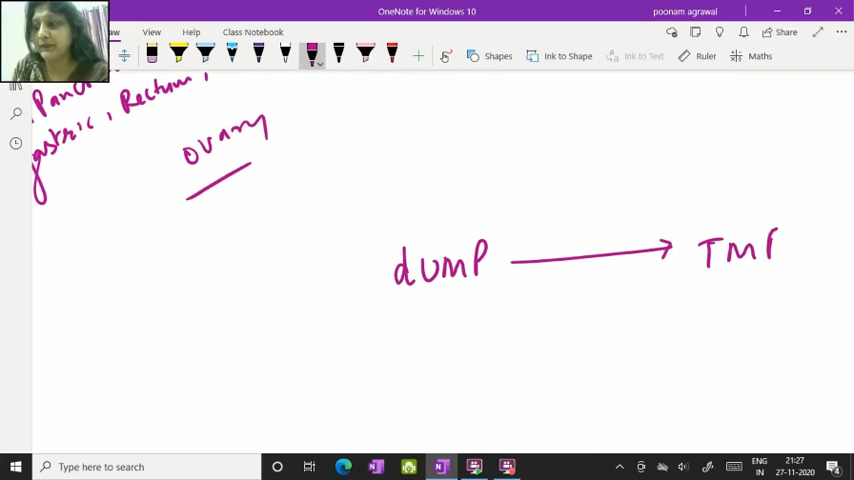 OneNote for Windows 10
poonam agrawal
View
Help
Class Notebook
Shapes
Ink to Shape
Ink to Text
Ruler
Maths
Share
Rectum,
ovary
dUMP → TMP
Type here to search
ENG
IN
21:27
27-11-2020
4